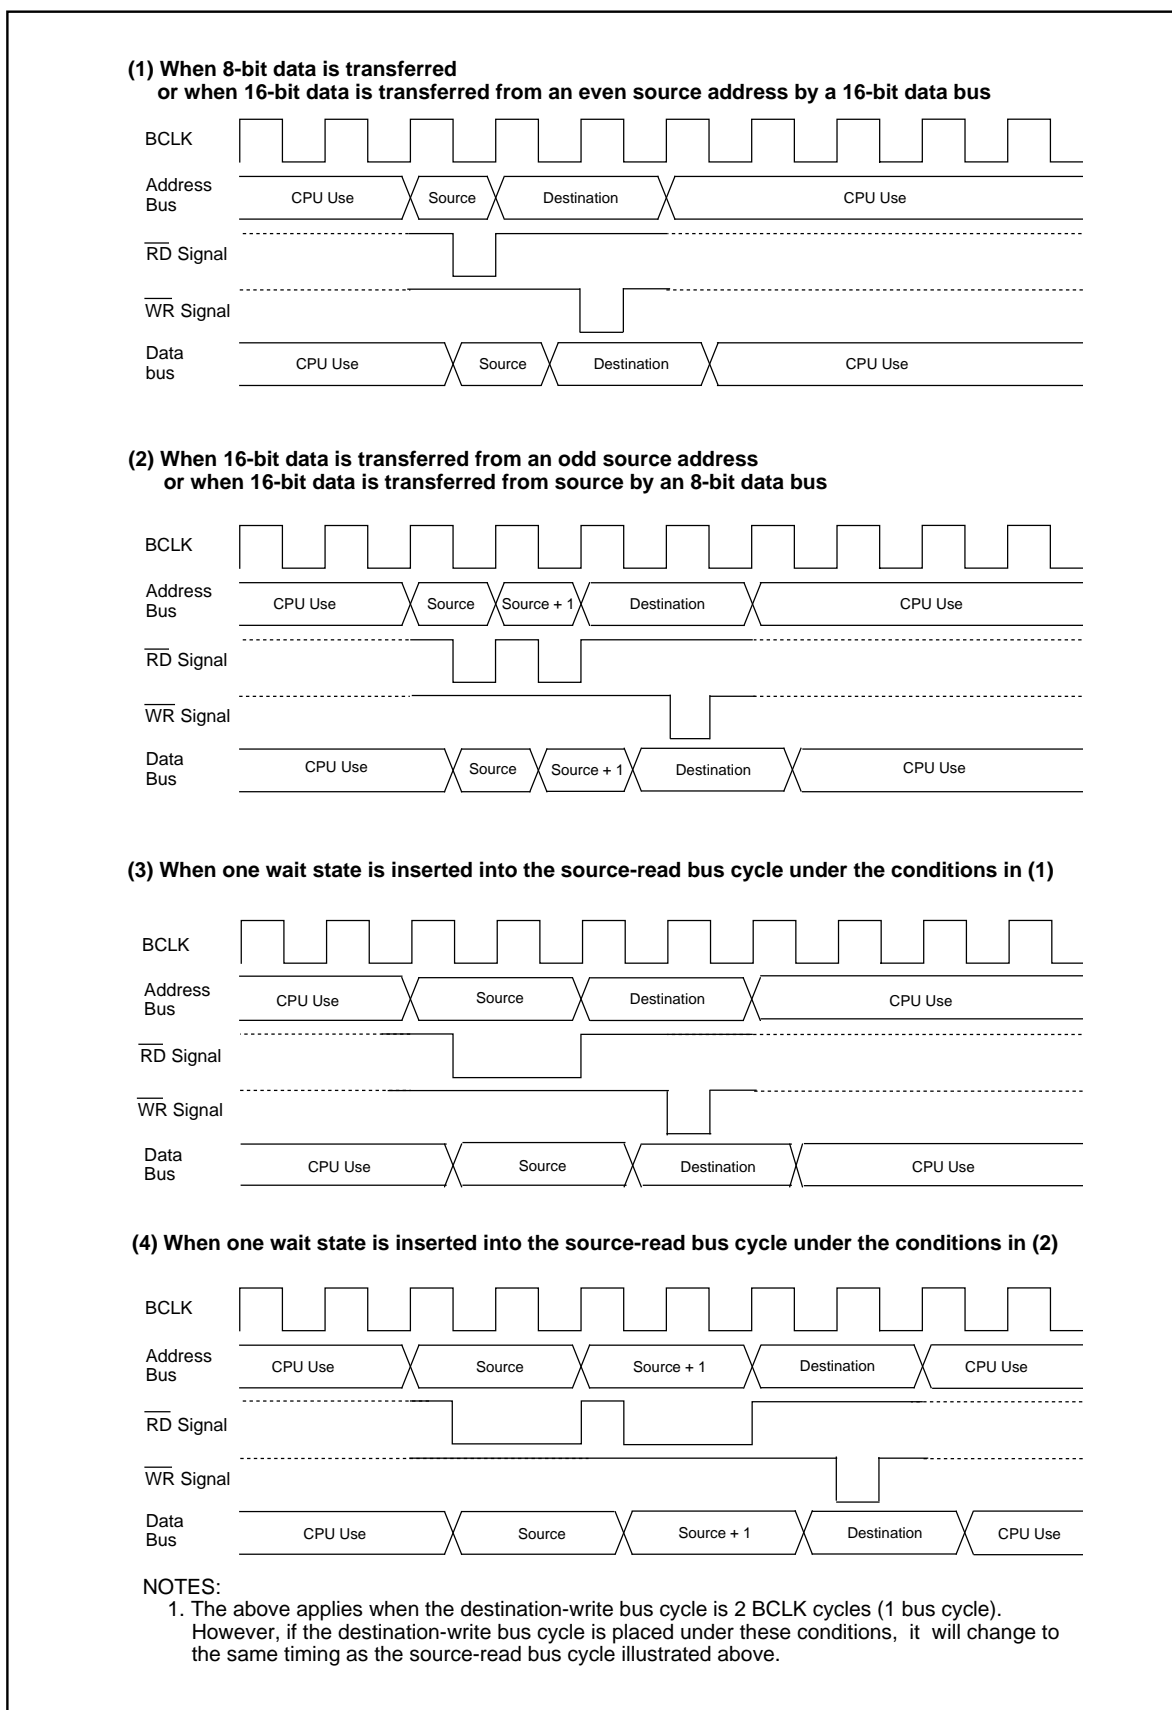 (1) When 8-bit data is transferred
or when 16-bit data is transferred from an even source address by a 16-bit data bus
BCLK
Address
Bus
CPU Use Source Destination CPU Use
RD Signal
WR Signal
Data
bus
CPU Use Source Destination CPU Use
(2) When 16-bit data is transferred from an odd source address
or when 16-bit data is transferred from source by an 8-bit data bus
BCLK
Address
Bus
CPU Use Source Source + 1 Destination CPU Use
RD Signal
WR Signal
Data
Bus
CPU Use Source Source + 1 Destination CPU Use
(3) When one wait state is inserted into the source-read bus cycle under the conditions in (1)
BCLK
Address
Bus
CPU Use Source Destination CPU Use
RD Signal
WR Signal
Data
Bus
CPU Use Source Destination CPU Use
(4) When one wait state is inserted into the source-read bus cycle under the conditions in (2)
BCLK
Address
Bus
CPU Use Source Source + 1 Destination CPU Use
RD Signal
WR Signal
Data
Bus
CPU Use Source Source + 1 Destination CPU Use
NOTES:
1. The above applies when the destination-write bus cycle is 2 BCLK cycles (1 bus cycle).
However, if the destination-write bus cycle is placed under these conditions, it will change to
the same timing as the source-read bus cycle illustrated above.